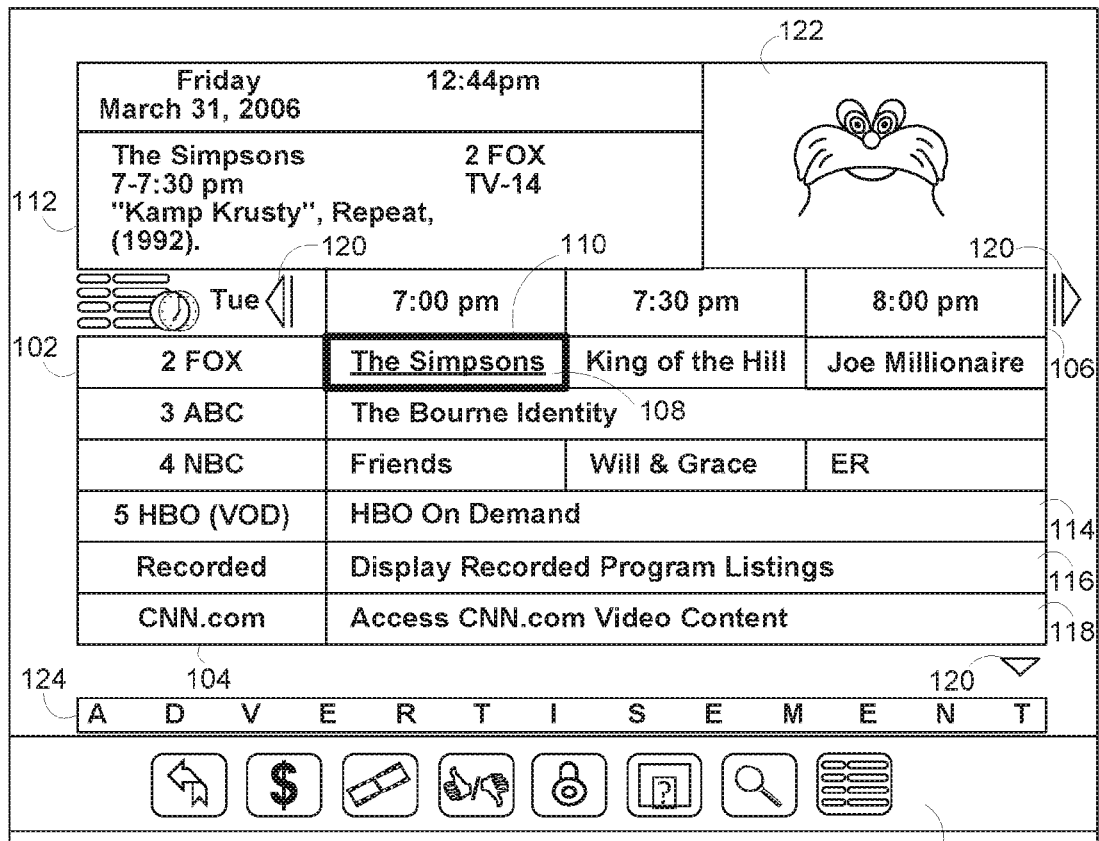 122
Friday 12:44pm
March 31, 2006
The Simpsons 2 FOX
7-7:30 pm TV-14
112
"Kamp Krusty", Repeat,
(1992).
120 110 120
Tue 7:00 pm 7:30 pm 8:00 pm
102
2 FOX The Simpsons King of the Hill Joe Millionaire
106
3 ABC The Bourne Identity 108
4 NBC Friends Will & Grace ER
5 HBO (VOD) HBO On Demand
114
Recorded Display Recorded Program Listings
116
CNN.com Access CNN.com Video Content
118
124 104 120
A D V E R T I S E M E N T
$ ?